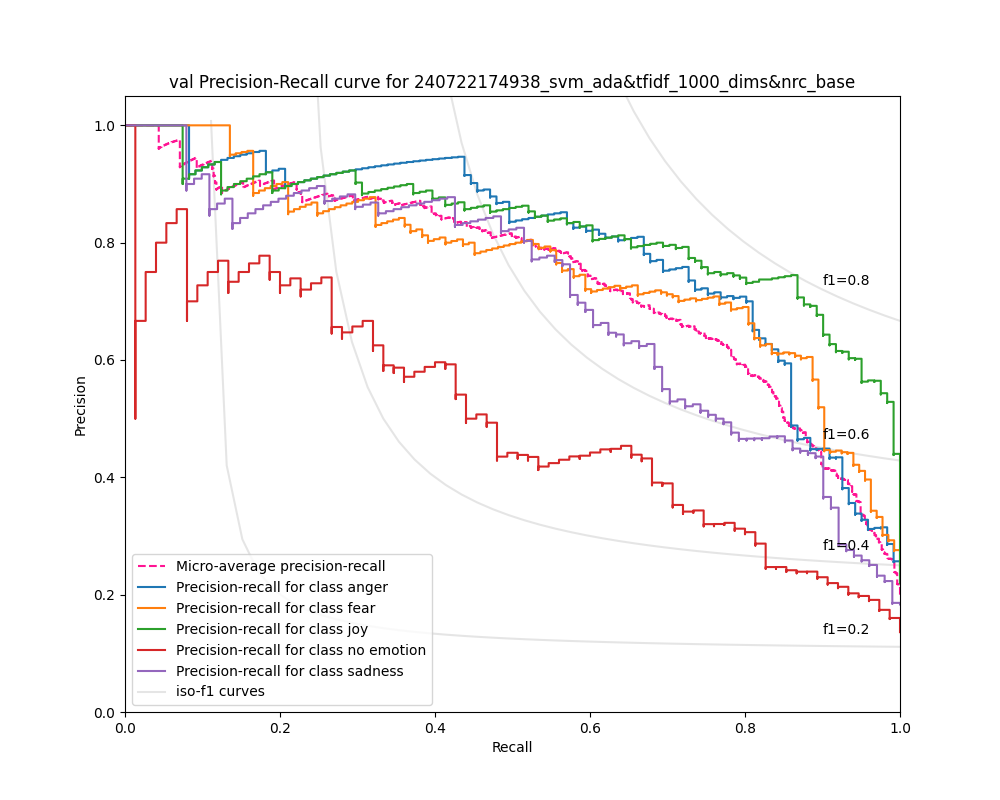 val Precision-Recall curve for 240722174938_svm_ada&tfidf_1000_dims&nrc_base
1.0
0.8
0.6
0.4
0.2
0.0
Precision
f1=0.8
f1=0.6
f1=0.4
f1=0.2
Micro-average precision-recall
Precision-recall for class anger
Precision-recall for class fear
Precision-recall for class joy
Precision-recall for class no emotion
Precision-recall for class sadness
iso-f1 curves
0.0 0.2 0.4 0.6 0.8 1.0
Recall